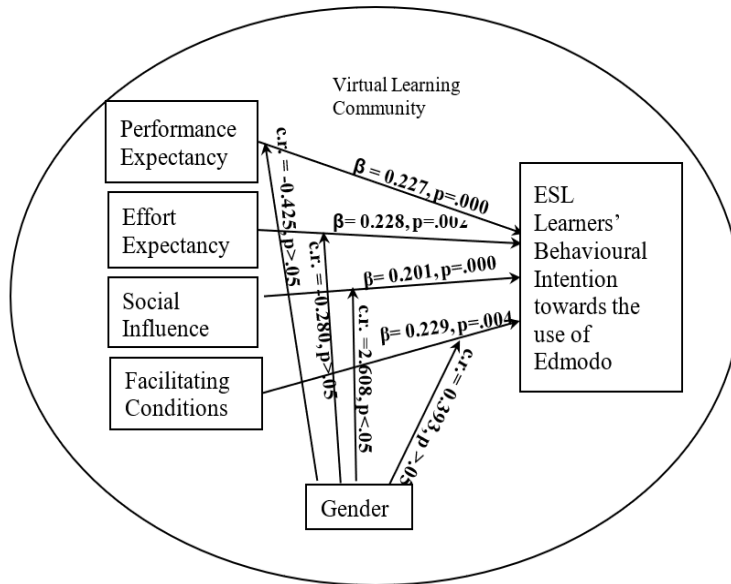 Virtual Learning
Community
Performance
Expectancy
Effort
Expectancy
Social
Influence
Facilitating
Conditions
β = 0.227, p=.000
β= 0.228, p=.002
β= 0.201, p=.000
β= 0.229, p=.004
c.r. = -0.425, p>.05
c.r. = -0.280, p>.05
c.r. =2.608, p<.05
c.r. = 0.393, p >.05
ESL
Learners’
Behavioural
Intention
towards the
use of
Edmodo
Gender